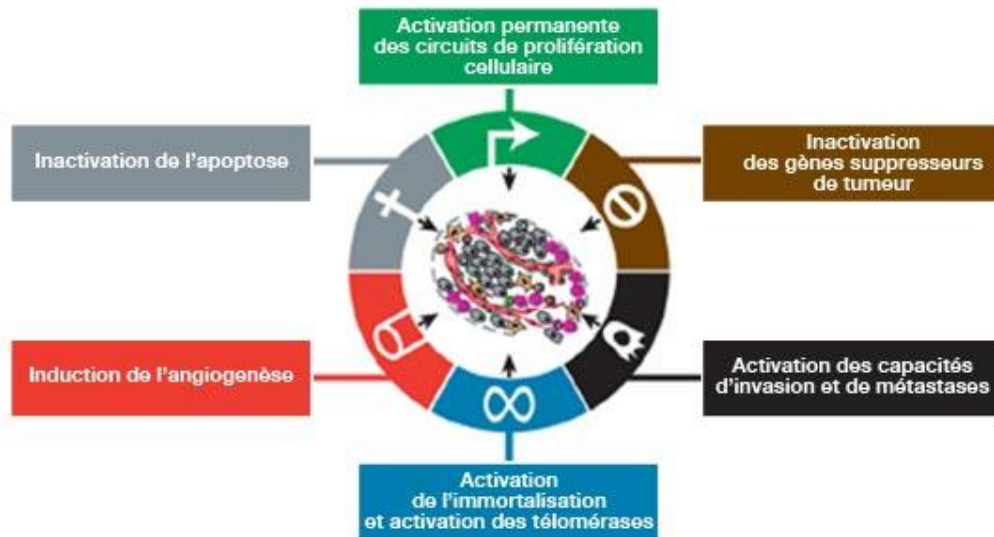 Activation permanente
des circuits de prolifération
cellulaire
Inactivation de l'apoptose
Inactivation
des gènes suppresseurs
de tumeur
Induction de l'angiogenèse
Activation des capacités
d'invasion et de métastases
Activation
de l'immortalisation
et activation des télomérases